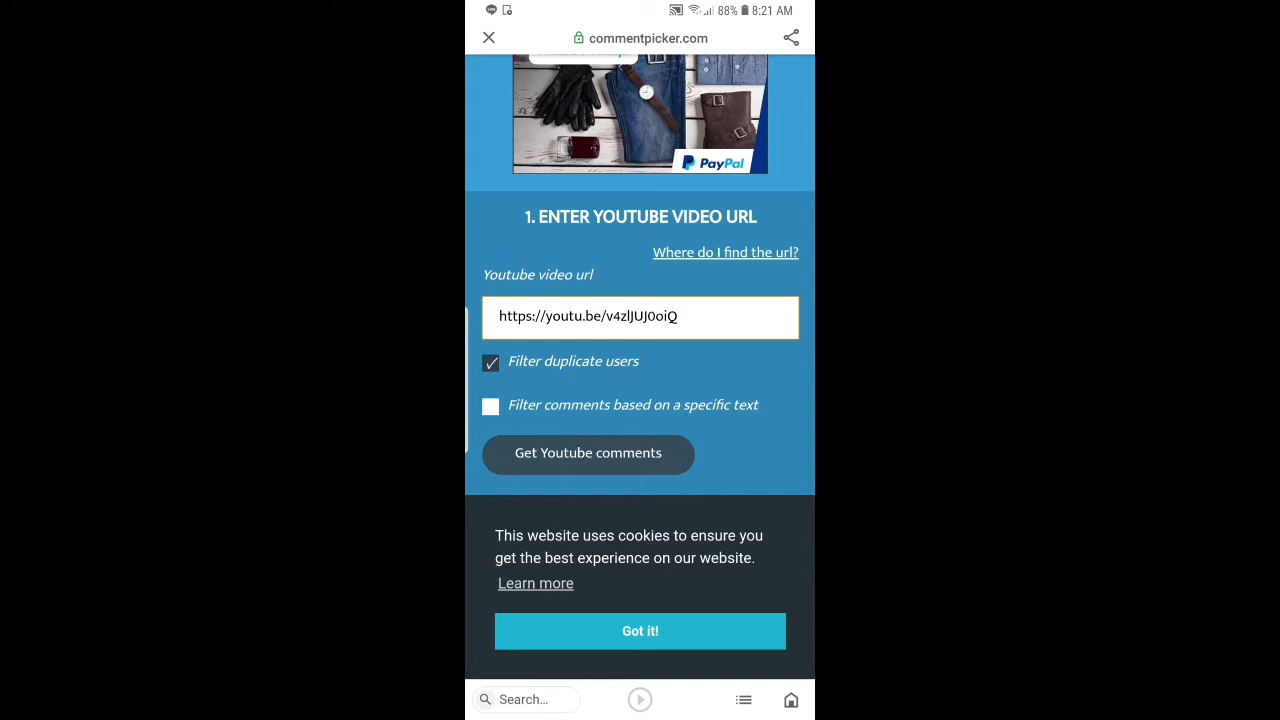 88% 8:21 AM
commentpicker.com
PayPal
1. ENTER YOUTUBE VIDEO URL
Where do I find the url?
Youtube video url
https://youtu.be/v4zlJUJ0oiQ
Filter duplicate users
Filter comments based on a specific text
Get Youtube comments
This website uses cookies to ensure you
get the best experience on our website.
Learn more
Got it!
Search...